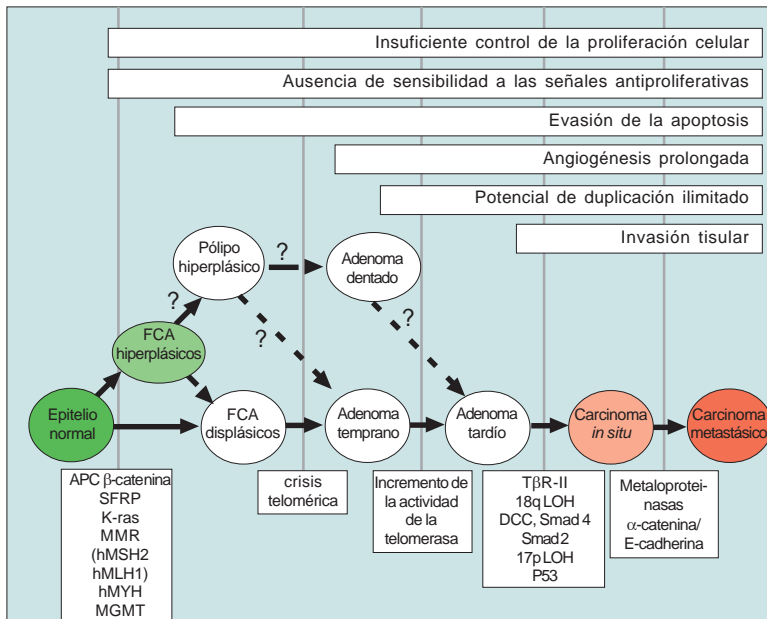 Insuficiente control de la proliferación celular
Ausencia de sensibilidad a las señales antiproliferativas
Evasión de la apoptosis
Angiogénesis prolongada
Potencial de duplicación ilimitado
Invasión tisular
Pólipo
hiperplásico
?
Adenoma
dentado
?
?
?
FCA
hiperplásicos
Epitelio
normal
FCA
displásicos
Adenoma
temprano
Adenoma
tardío
Carcinoma
in situ
Carcinoma
metastásico
APC β-catenina
SFRP
K-ras
MMR
(hMSH2
hMLH1)
hMYH
MGMT
crisis
telomérica
Incremento de
la actividad
de la
telomerasa
TβR-II
18q LOH
DCC, Smad 4
Smad 2
17p LOH
P53
Metaloprotei-
nasas
α-catenina/
E-cadherina